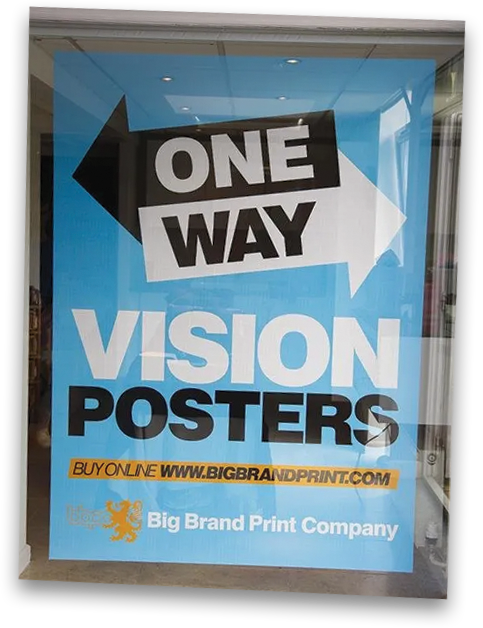 ONE
WAY
VISION
POSTERS
BUY ONLINE WWW.BIGBRANDPRINT.COM
Big Brand Print Company